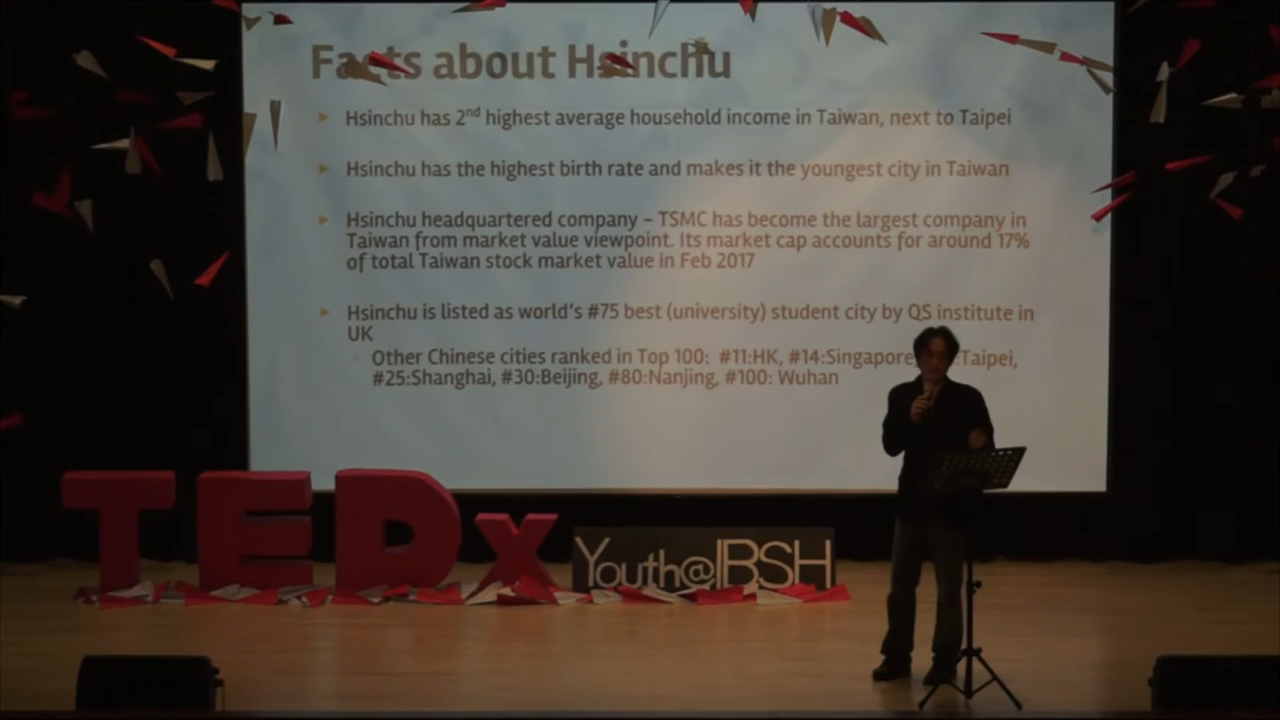 Facts about Hsinchu
Hsinchu has 2nd highest average household income in Taiwan, next to Taipei
Hsinchu has the highest birth rate and makes it the youngest city in Taiwan
Hsinchu headquartered company – TSMC has become the largest company in
Taiwan from market value viewpoint. Its market cap accounts for around 17%
of total Taiwan stock market value in Feb 2017
Hsinchu is listed as world's #75 best (university) student city by QS institute in
UK
Other Chinese cities ranked in Top 100: #11:HK, #14:Singapore :Taipei,
#25:Shanghai, #30:Beijing, #80:Nanjing, #100: Wuhan
TEDx
Youth@IBSH